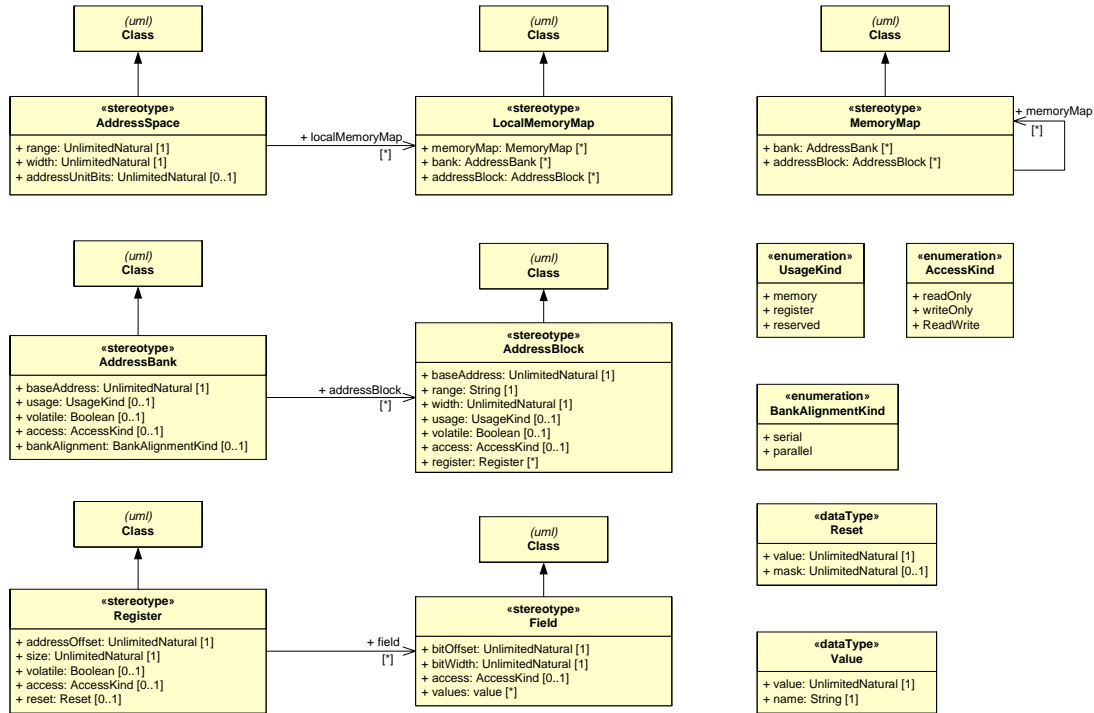 (uml)
Class
(uml)
Class
(uml)
Class
«stereotype»
AddressSpace
+ range: UnlimitedNatural [1]
+ width: UnlimitedNatural [1]
+ addressUnitBits: UnlimitedNatural [0..1]
+ localMemoryMap
[*]
«stereotype»
LocalMemoryMap
+ memoryMap: MemoryMap [*]
+ bank: AddressBank [*]
+ addressBlock: AddressBlock [*]
«stereotype»
MemoryMap
+ bank: AddressBank [*]
+ addressBlock: AddressBlock [*]
+ memoryMap
[*]
(uml)
Class
(uml)
Class
«enumeration»
UsageKind
+ memory
+ register
+ reserved
«enumeration»
AccessKind
+ readOnly
+ writeOnly
+ ReadWrite
«stereotype»
AddressBank
+ baseAddress: UnlimitedNatural [1]
+ usage: UsageKind [0..1]
+ volatile: Boolean [0..1]
+ access: AccessKind [0..1]
+ bankAlignment: BankAlignmentKind [0..1]
+ addressBlock
[*]
«stereotype»
AddressBlock
+ baseAddress: UnlimitedNatural [1]
+ range: String [1]
+ width: UnlimitedNatural [1]
+ usage: UsageKind [0..1]
+ volatile: Boolean [0..1]
+ access: AccessKind [0..1]
+ register: Register [*]
«enumeration»
BankAlignmentKind
+ serial
+ parallel
(uml)
Class
(uml)
Class
«dataType»
Reset
+ value: UnlimitedNatural [1]
+ mask: UnlimitedNatural [0..1]
«stereotype»
Register
+ addressOffset: UnlimitedNatural [1]
+ size: UnlimitedNatural [1]
+ volatile: Boolean [0..1]
+ access: AccessKind [0..1]
+ reset: Reset [0..1]
+ field
[*]
«stereotype»
Field
+ bitOffset: UnlimitedNatural [1]
+ bitWidth: UnlimitedNatural [1]
+ access: AccessKind [0..1]
+ values: value [*]
«dataType»
Value
+ value: UnlimitedNatural [1]
+ name: String [1]